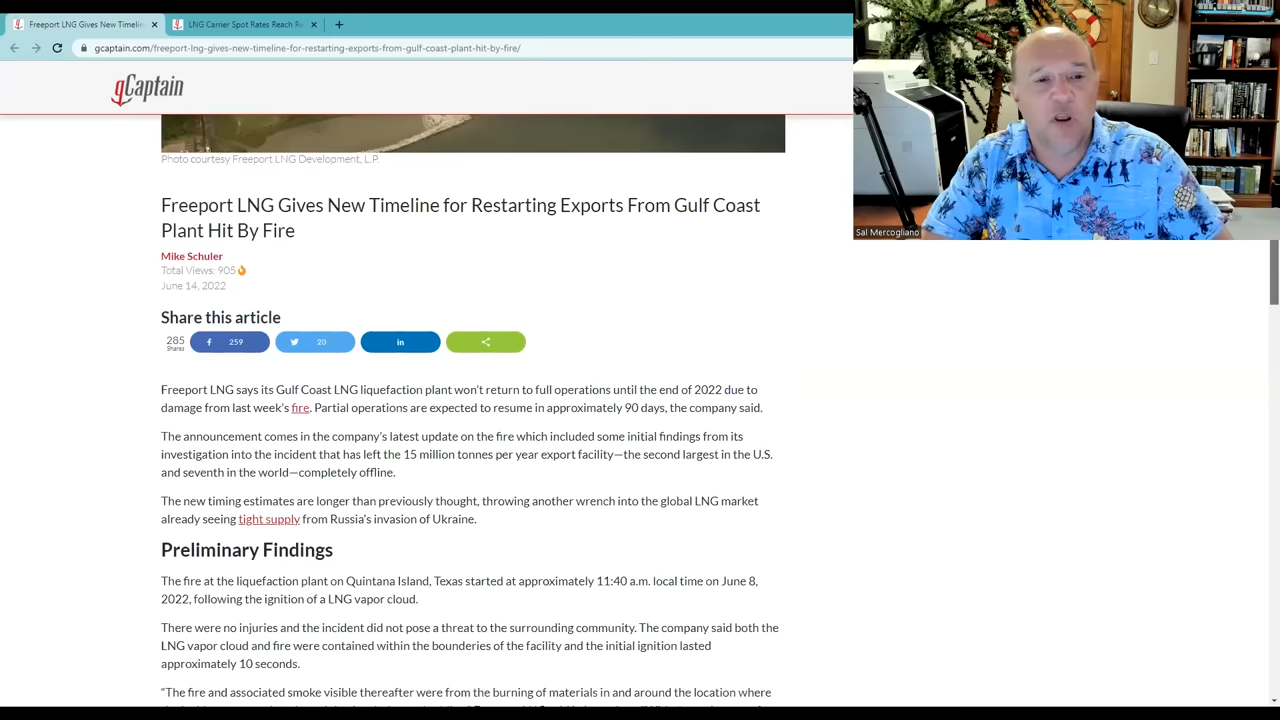 Freeport LNG Gives New Timelin
LNG Carrier Spot Rates Reach Re
gcaptain.com/freeport-lng-gives-new-timeline-for-restarting-exports-from-gulf-coast-plant-hit-by-fire/
gCaptain
Sal Mercogliano
Photo courtesy Freeport LNG Development, L.P.
Freeport LNG Gives New Timeline for Restarting Exports From Gulf Coast
Plant Hit By Fire
Mike Schuler
Total Views: 905
June 14, 2022
Share this article
285
Shares
259
20
in
Freeport LNG says its Gulf Coast LNG liquefaction plant won't return to full operations until the end of 2022 due to
damage from last week's fire. Partial operations are expected to resume in approximately 90 days, the company said.
The announcement comes in the company's latest update on the fire which included some initial findings from its
investigation into the incident that has left the 15 million tonnes per year export facility—the second largest in the U.S.
and seventh in the world—completely offline.
The new timing estimates are longer than previously thought, throwing another wrench into the global LNG market
already seeing tight supply from Russia's invasion of Ukraine.
Preliminary Findings
The fire at the liquefaction plant on Quintana Island, Texas started at approximately 11:40 a.m. local time on June 8,
2022, following the ignition of a LNG vapor cloud.
There were no injuries and the incident did not pose a threat to the surrounding community. The company said both the
LNG vapor cloud and fire were contained within the bounderies of the facility and the initial ignition lasted
approximately 10 seconds.
“The fire and associated smoke visible thereafter were from the burning of materials in and around the location where